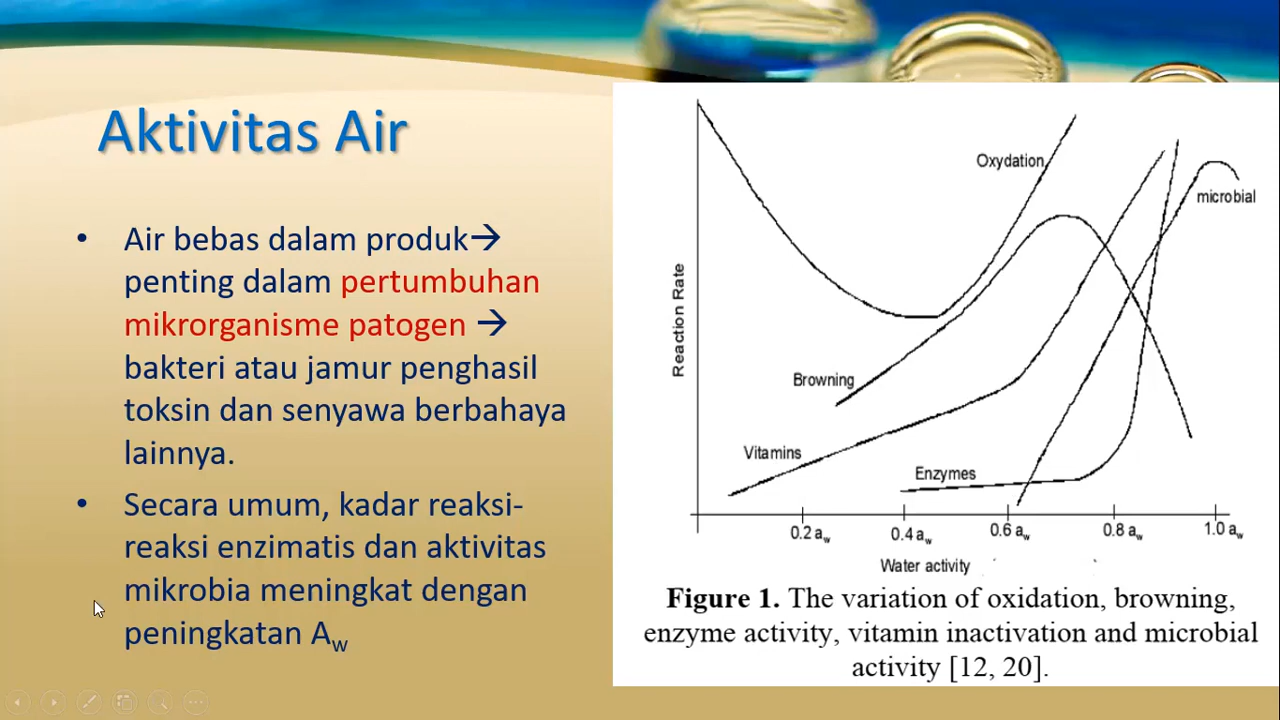 Aktivitas Air
• Air bebas dalam produk→
penting dalam pertumbuhan
mikrorganisme patogen →
bakteri atau jamur penghasil
toksin dan senyawa berbahaya
lainnya.
• Secara umum, kadar reaksi-
reaksi enzimatis dan aktivitas
mikrobia meningkat dengan
peningkatan Aw
Oxydation
microbial
Reaction Rate
Browning
Vitamins
Enzymes
0.2 aw 0.4 aw 0.6 aw 0.8 aw 1.0 aw
Water activity
Figure 1. The variation of oxidation, browning,
enzyme activity, vitamin inactivation and microbial
activity [12, 20].